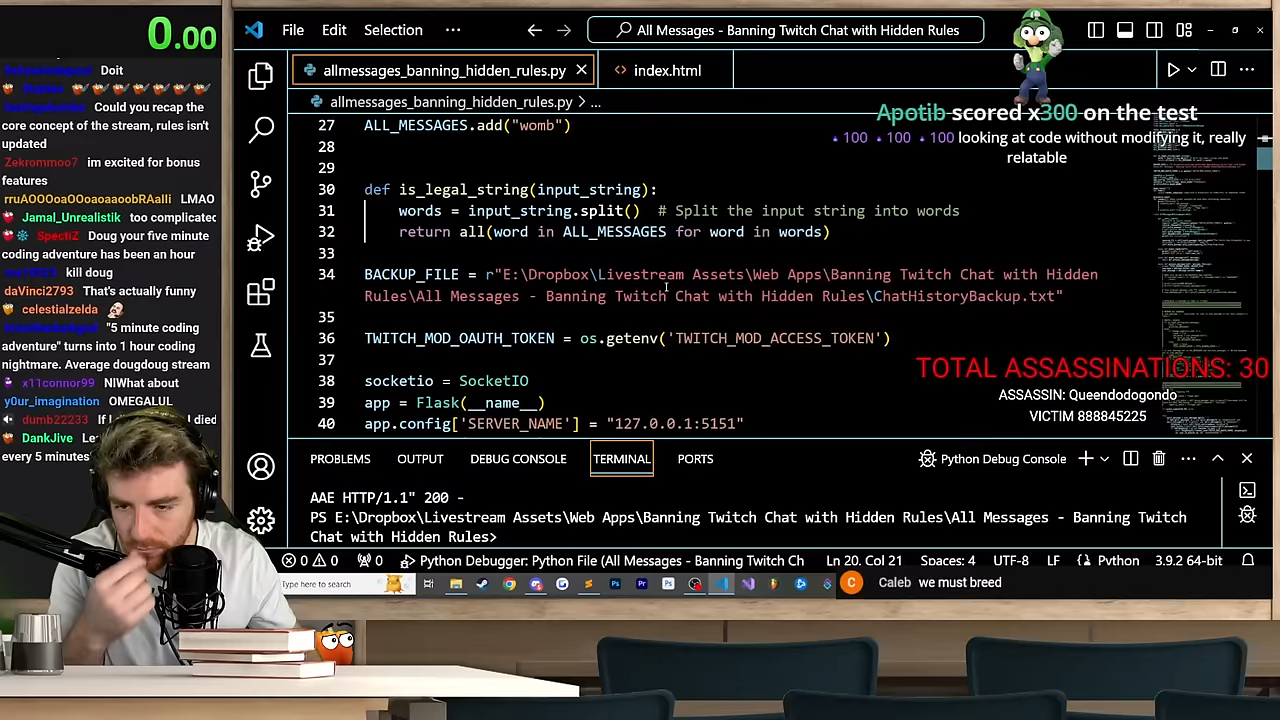 0.00
Doit
Could you recap the
core concept of the stream, rules isn't
updated
Zekrommoo7 im excited for bonus
features
rruAOOOaoOOaoaaoobRAalli LMAO
Jamal_Unrealistik too complicated
SpectiZ Doug your five minute
coding adventure has been an hour
kill doug
daVinci2793 That's actually funny
celestialzelda
"5 minute coding
adventure" turns into 1 hour coding
nightmare. Average dougdoug stream
x11connor99 NIWhat about
y0ur_imagination OMEGALUL
dumb22233 If I died
DankJive
every 5 minutes
File Edit Selection ···
All Messages - Banning Twitch Chat with Hidden Rules
allmessages_banning_hidden_rules.py
index.html
allmessages_banning_hidden_rules.py > ...
27 ALL_MESSAGES.add("womb")
28
29
30 def is_legal_string(input_string):
31 words = input_string.split() # Split the input string into words
32 return all(word in ALL_MESSAGES for word in words)
33
34 BACKUP_FILE = r"E:\Dropbox\Livestream Assets\Web Apps\Banning Twitch Chat with Hidden
Rules\All Messages - Banning Twitch Chat with Hidden Rules\ChatHistoryBackup.txt"
35
36 TWITCH_MOD_OAUTH_TOKEN = os.getenv('TWITCH_MOD_ACCESS_TOKEN')
37
38 socketio = SocketIO
39 app = Flask(__name__)
40 app.config['SERVER_NAME'] = "127.0.0.1:5151"
Apotib scored x300 on the test
100 100 100 looking at code without modifying it, really
relatable
TOTAL ASSASSINATIONS: 30
ASSASSIN: Queendodogondo
VICTIM 888845225
PROBLEMS OUTPUT DEBUG CONSOLE TERMINAL PORTS
Python Debug Console
AAE HTTP/1.1" 200 -
PS E:\Dropbox\Livestream Assets\Web Apps\Banning Twitch Chat with Hidden Rules\All Messages - Banning Twitch
Chat with Hidden Rules>
0 0 0 Python Debugger: Python File (All Messages - Banning Twitch Ch Ln 20, Col 21 Spaces: 4 UTF-8 LF Python 3.9.2 64-bit
Type here to search
C Caleb we must breed